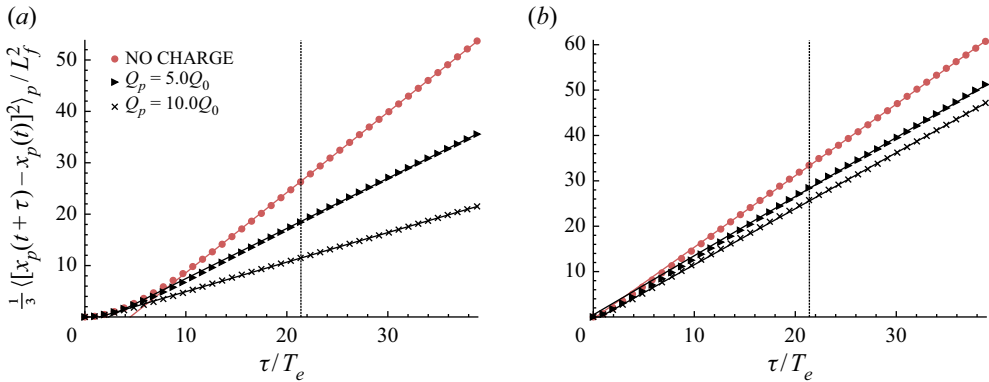 (a)
50
40
30
20
10
0
10
20
30
τ/T_e
1/3 ⟨[x_p(t + τ) – x_p(t)]^2⟩_p / L_f^2
NO CHARGE
Q_p = 5.0Q_0
Q_p = 10.0Q_0
(b)
60
50
40
30
20
10
0
0
10
20
30
τ/T_e